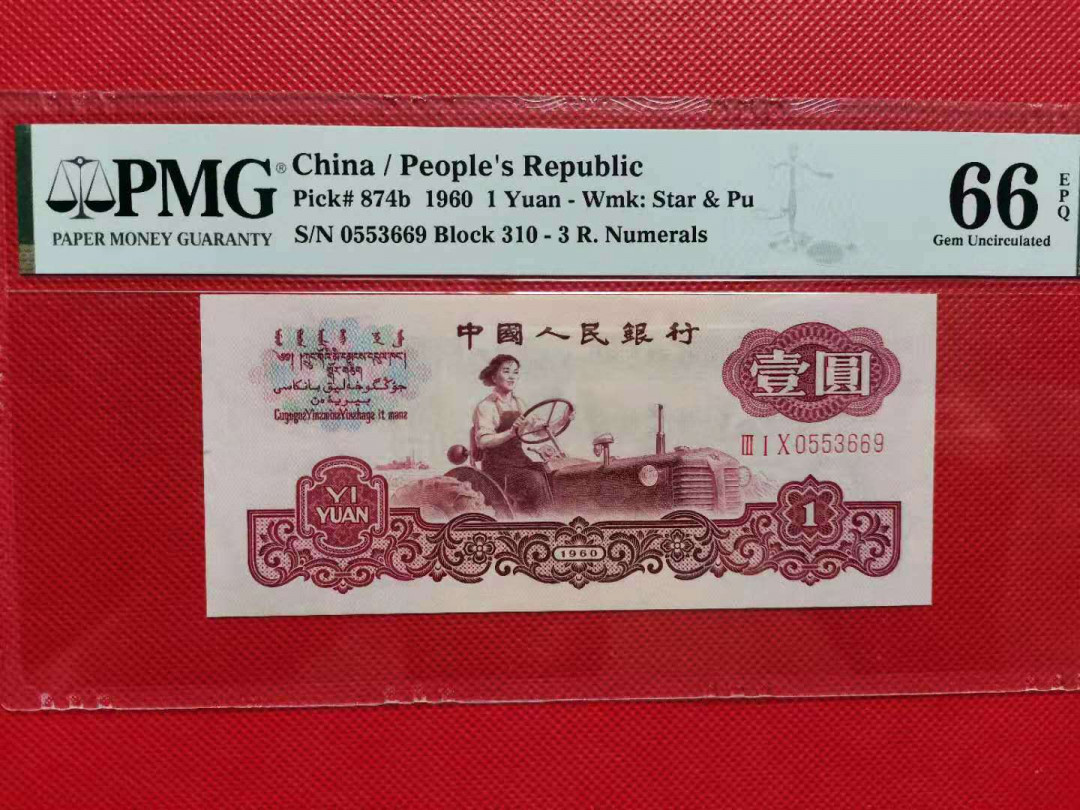 PMG®
PAPER MONEY GUARANTY
China / People's Republic
Pick# 874b 1960 1 Yuan - Wmk: Star & Pu
S/N 0553669 Block 310 - 3 R. Numerals
66
EPQ
Gem Uncirculated
中國人民銀行
壹圓
Ⅲ Ⅰ Ⅹ 0553669
YI
YUAN
1960
1